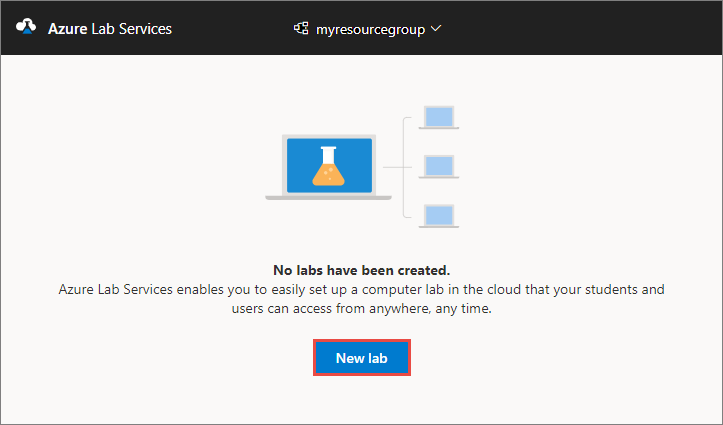 Azure Lab Services
myresourcegroup
No labs have been created.
Azure Lab Services enables you to easily set up a computer lab in the cloud that your students and
users can access from anywhere, any time.
New lab